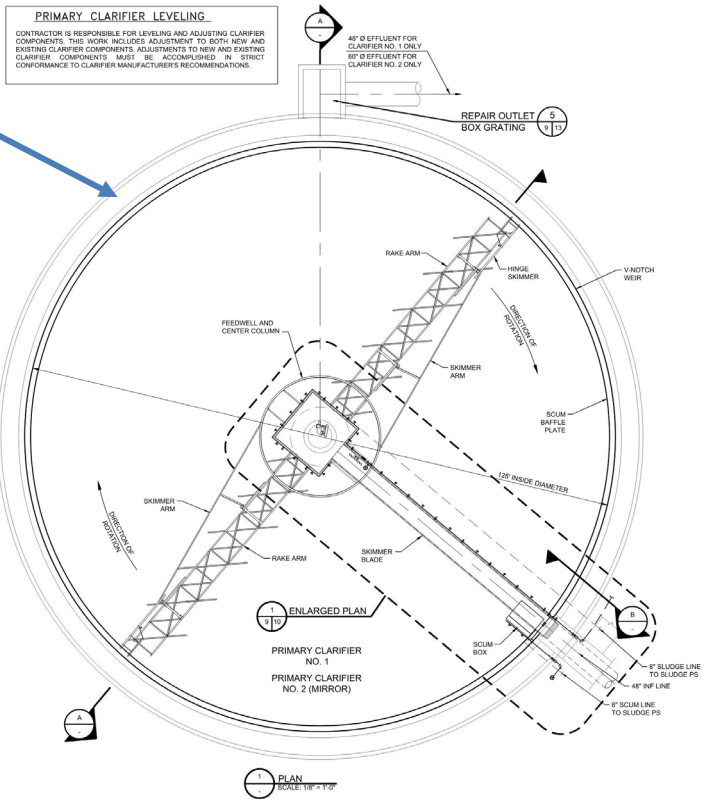 PRIMARY CLARIFIER LEVELING
CONTRACTOR IS RESPONSIBLE FOR LEVELING AND ADJUSTING CLARIFIER
COMPONENTS. THIS WORK INCLUDES ADJUSTMENT TO BOTH NEW AND
EXISTING CLARIFIER COMPONENTS. ADJUSTMENTS TO NEW AND EXISTING
CLARIFIER COMPONENTS MUST BE ACCOMPLISHED IN STRICT
CONFORMANCE TO CLARIFIER MANUFACTURER'S RECOMMENDATIONS.
A
-
48" Ø EFFLUENT FOR
CLARIFIER NO. 1 ONLY
60" Ø EFFLUENT FOR
CLARIFIER NO. 2 ONLY
REPAIR OUTLET
BOX GRATING
5
9 13
RAKE ARM
HINGE
SKIMMER
V-NOTCH
WEIR
DIRECTION OF
ROTATION
FEEDWELL AND
CENTER COLUMN
SKIMMER
ARM
SCUM
BAFFLE
PLATE
125' INSIDE DIAMETER
SKIMMER
ARM
DIRECTION OF
ROTATION
RAKE ARM
SKIMMER
BLADE
1
9 10
ENLARGED PLAN
PRIMARY CLARIFIER
NO. 1
PRIMARY CLARIFIER
NO. 2 (MIRROR)
B
-
SCUM
BOX
8" SLUDGE LINE
TO SLUDGE PS
48" INF LINE
8" SCUM LINE
TO SLUDGE PS
A
-
1
-
PLAN
SCALE: 1/8" = 1'-0"